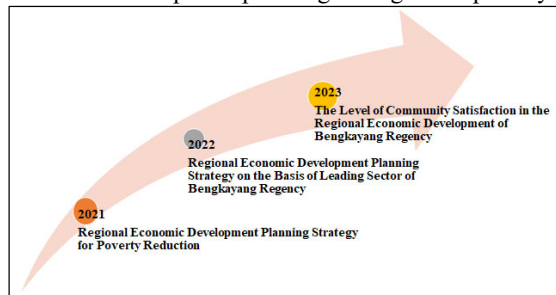 2023
The Level of Community Satisfaction in the
Regional Economic Development of
Bengkayang Regency
2022
Regional Economic Development Planning
Strategy on the Basis of Leading Sector of
Bengkayang Regency
2021
Regional Economic Development Planning Strategy
for Poverty Reduction